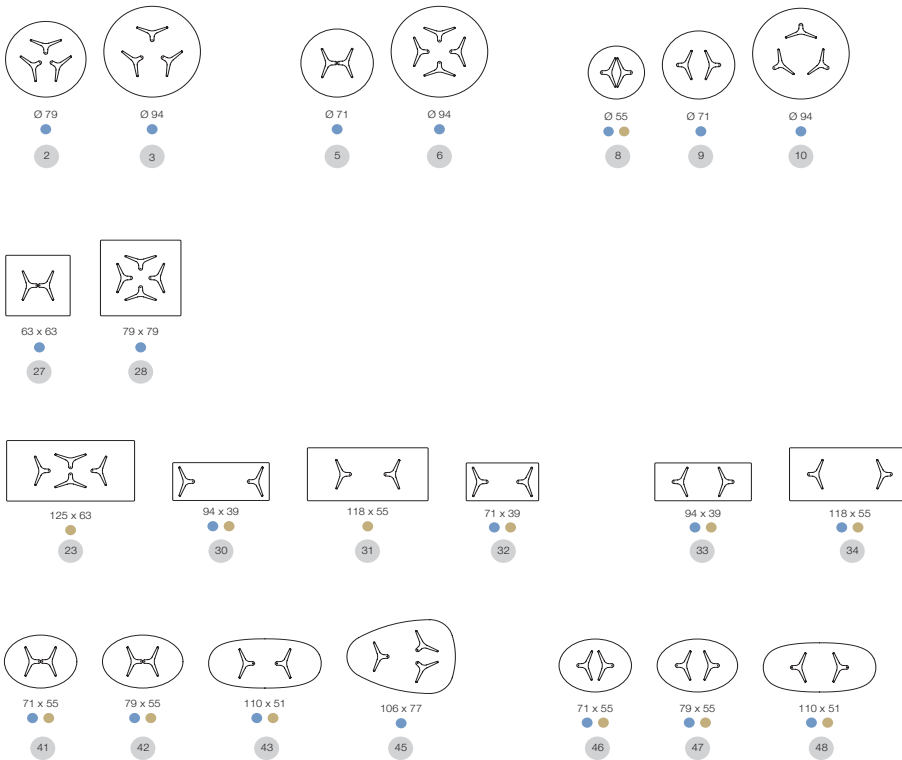 Ø 79 Ø 94 Ø 71 Ø 94 Ø 55 Ø 71 Ø 94
2 3 5 6 8 9 10
63 x 63 79 x 79
27 28
125 x 63 94 x 39 118 x 55 71 x 39 94 x 39 118 x 55
23 30 31 32 33 34
71 x 55 79 x 55 110 x 51 106 x 77 71 x 55 79 x 55 110 x 51
41 42 43 45 46 47 48